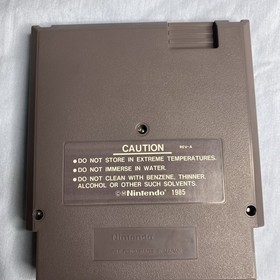 CAUTION REV-A
• DO NOT STORE IN EXTREME TEMPERATURES.
• DO NOT IMMERSE IN WATER.
• DO NOT CLEAN WITH BENZENE, THINNER,
ALCOHOL OR OTHER SUCH SOLVENTS.
©Nintendo® 1985
Nintendo